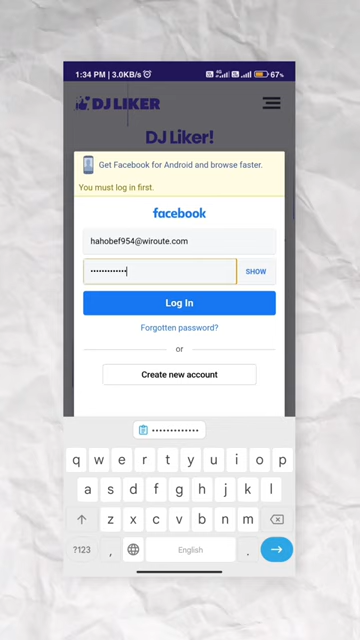 1:34 PM | 3.0KB/s
4G
67%
DJ LIKER
DJ Liker!
Get Facebook for Android and browse faster.
You must log in first.
facebook
hahobef954@wiroute.com
•••••••••••••
SHOW
Log In
Forgotten password?
or
Create new account
•••••••••••••
q w e r t y u i o p
a s d f g h j k l
z x c v b n m
?123 , English .